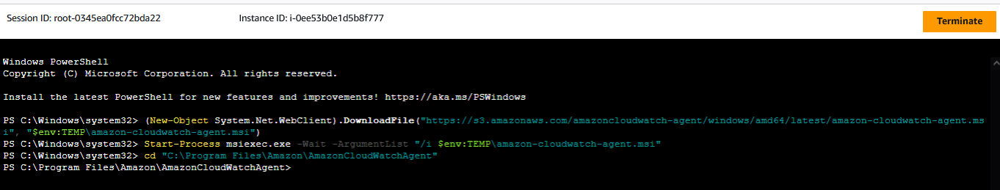 Session ID: root-0345ea0fcc72bda22 Instance ID: i-0ee53b0e1d5b8f777 Terminate
Windows PowerShell
Copyright (C) Microsoft Corporation. All rights reserved.
Install the latest PowerShell for new features and improvements! https://aka.ms/PSWindows
PS C:\Windows\system32> (New-Object System.Net.WebClient).DownloadFile("https://s3.amazonaws.com/amazoncloudwatch-agent/windows/amd64/latest/amazon-cloudwatch-agent.ms
i", "$env:TEMP\amazon-cloudwatch-agent.msi")
PS C:\Windows\system32> Start-Process msiexec.exe -Wait -ArgumentList "/i $env:TEMP\amazon-cloudwatch-agent.msi"
PS C:\Windows\system32> cd "C:\Program Files\Amazon\AmazonCloudWatchAgent"
PS C:\Program Files\Amazon\AmazonCloudWatchAgent>